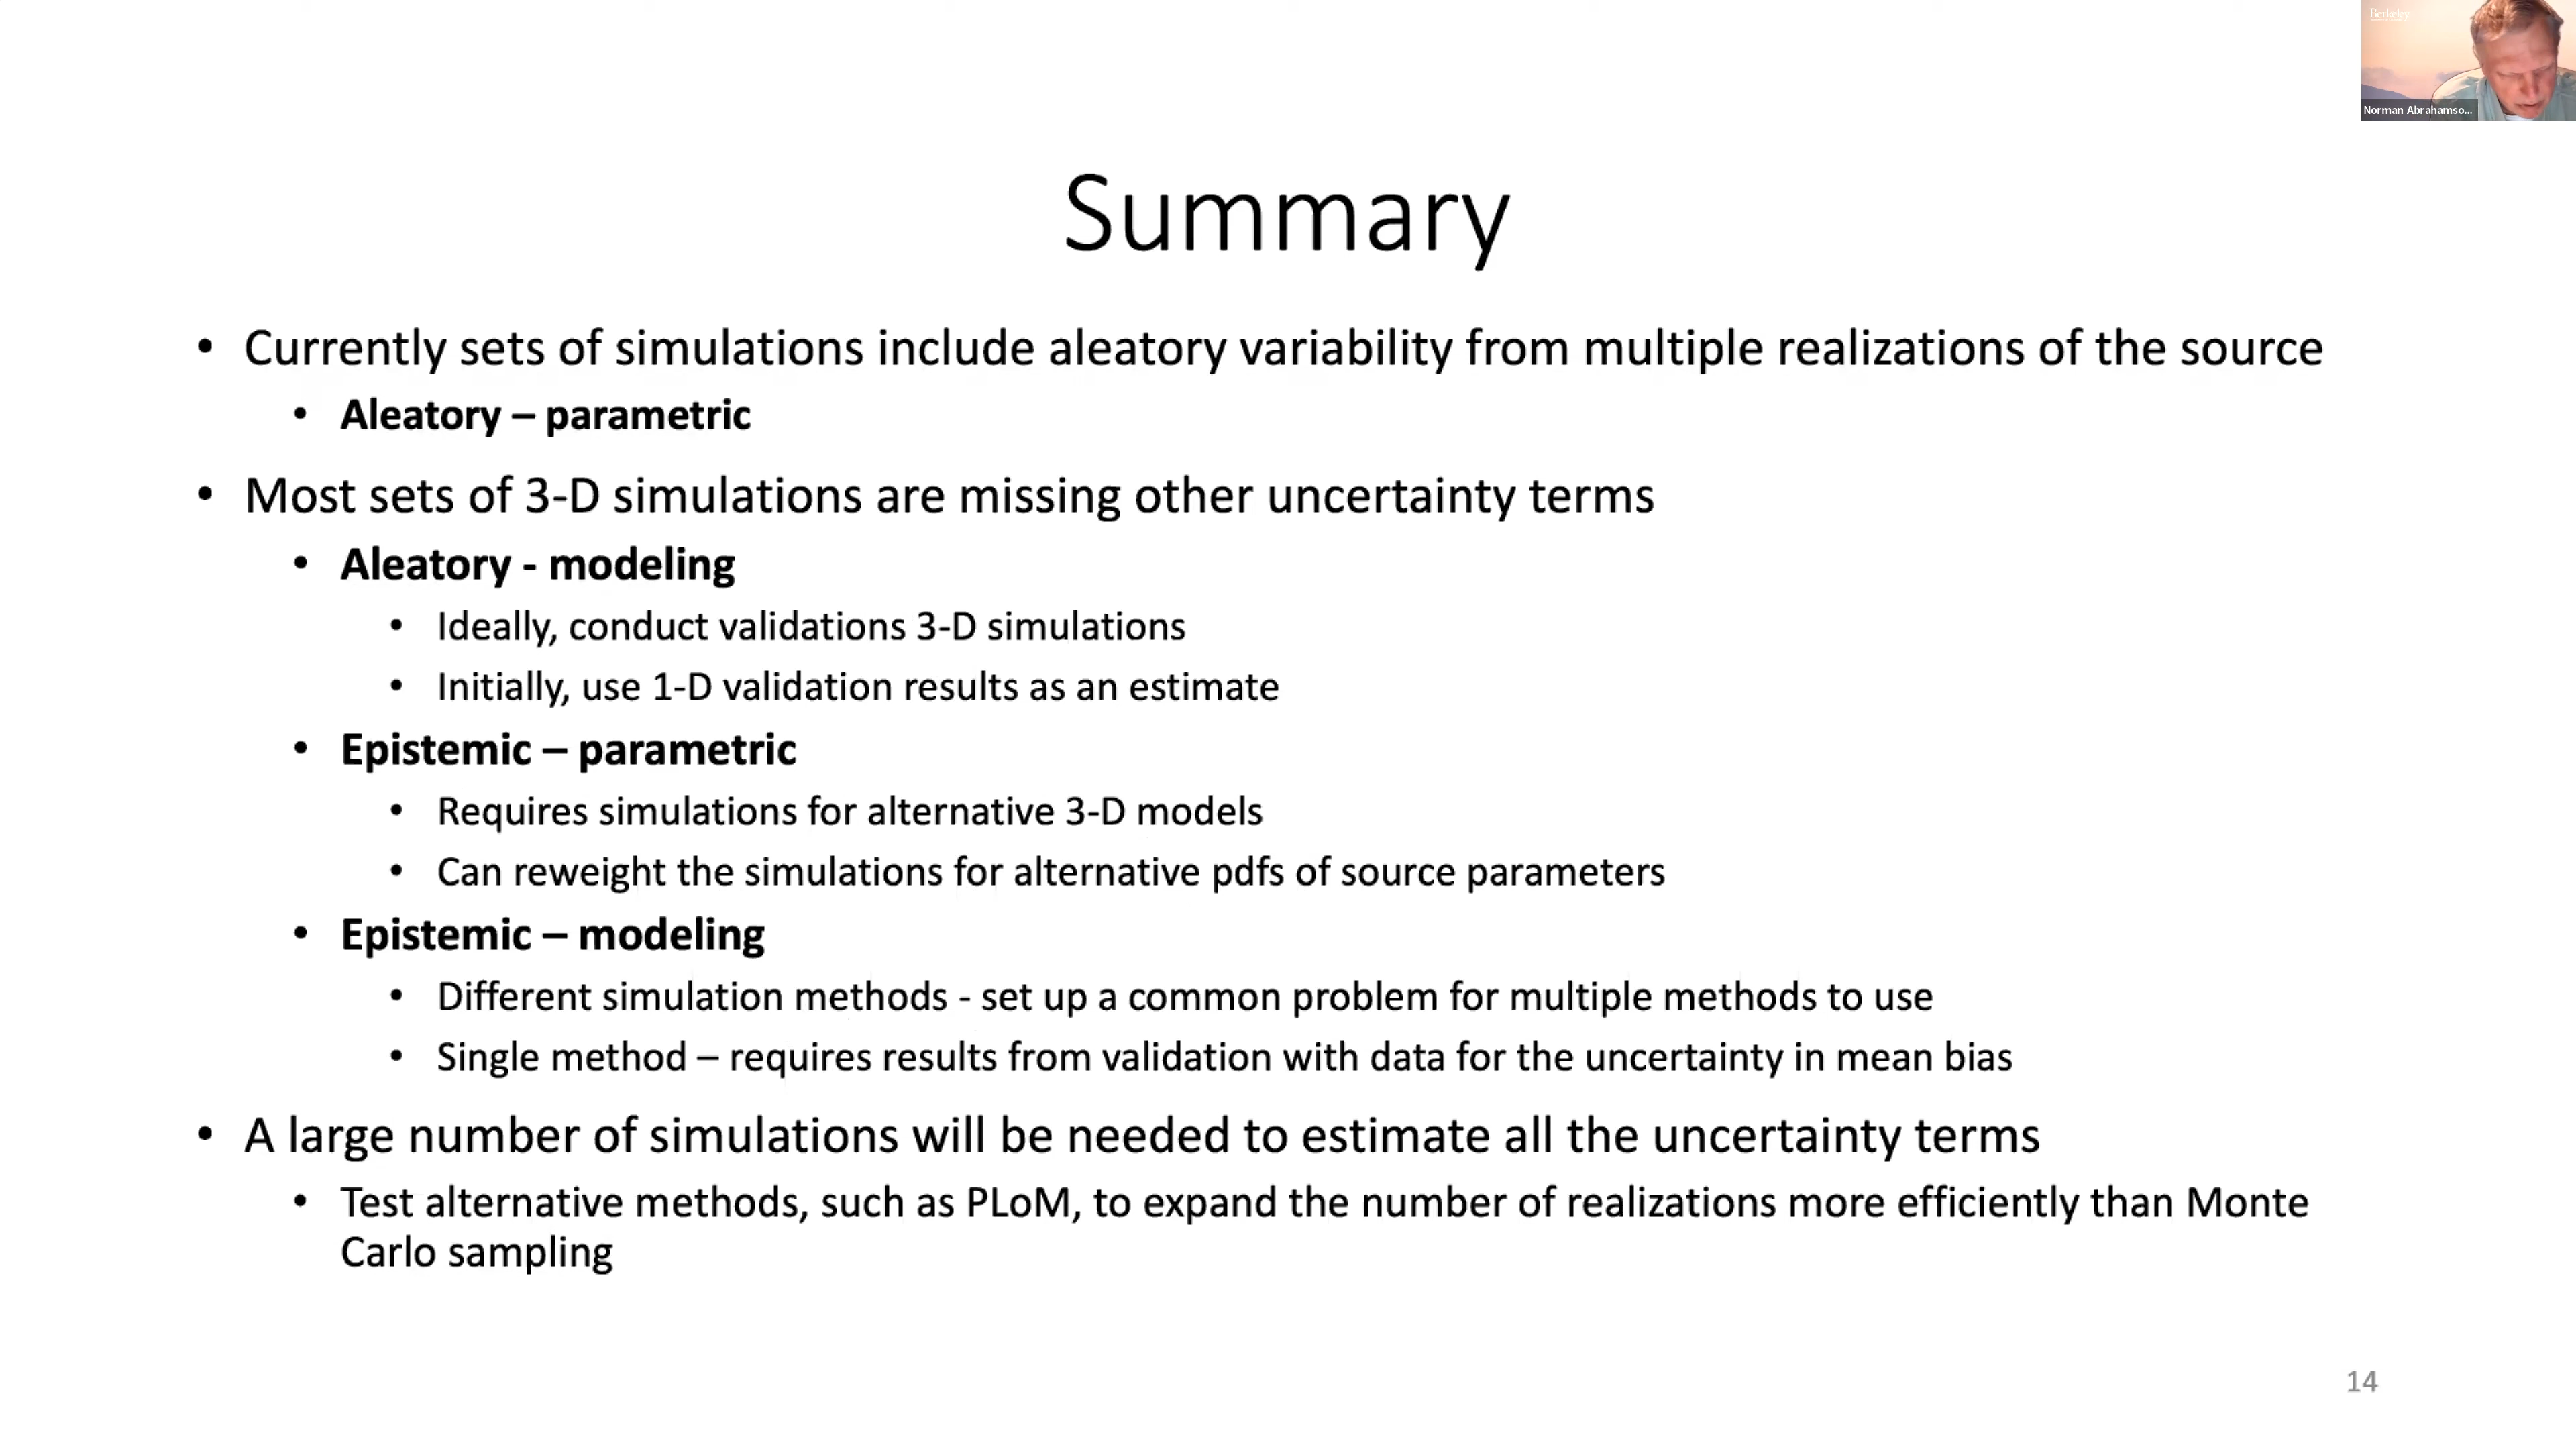 Berkeley
Norman Abrahamso...
Summary
• Currently sets of simulations include aleatory variability from multiple realizations of the source
• Aleatory – parametric
• Most sets of 3-D simulations are missing other uncertainty terms
• Aleatory - modeling
• Ideally, conduct validations 3-D simulations
• Initially, use 1-D validation results as an estimate
• Epistemic – parametric
• Requires simulations for alternative 3-D models
• Can reweight the simulations for alternative pdfs of source parameters
• Epistemic – modeling
• Different simulation methods - set up a common problem for multiple methods to use
• Single method – requires results from validation with data for the uncertainty in mean bias
• A large number of simulations will be needed to estimate all the uncertainty terms
• Test alternative methods, such as PLoM, to expand the number of realizations more efficiently than Monte
Carlo sampling
14